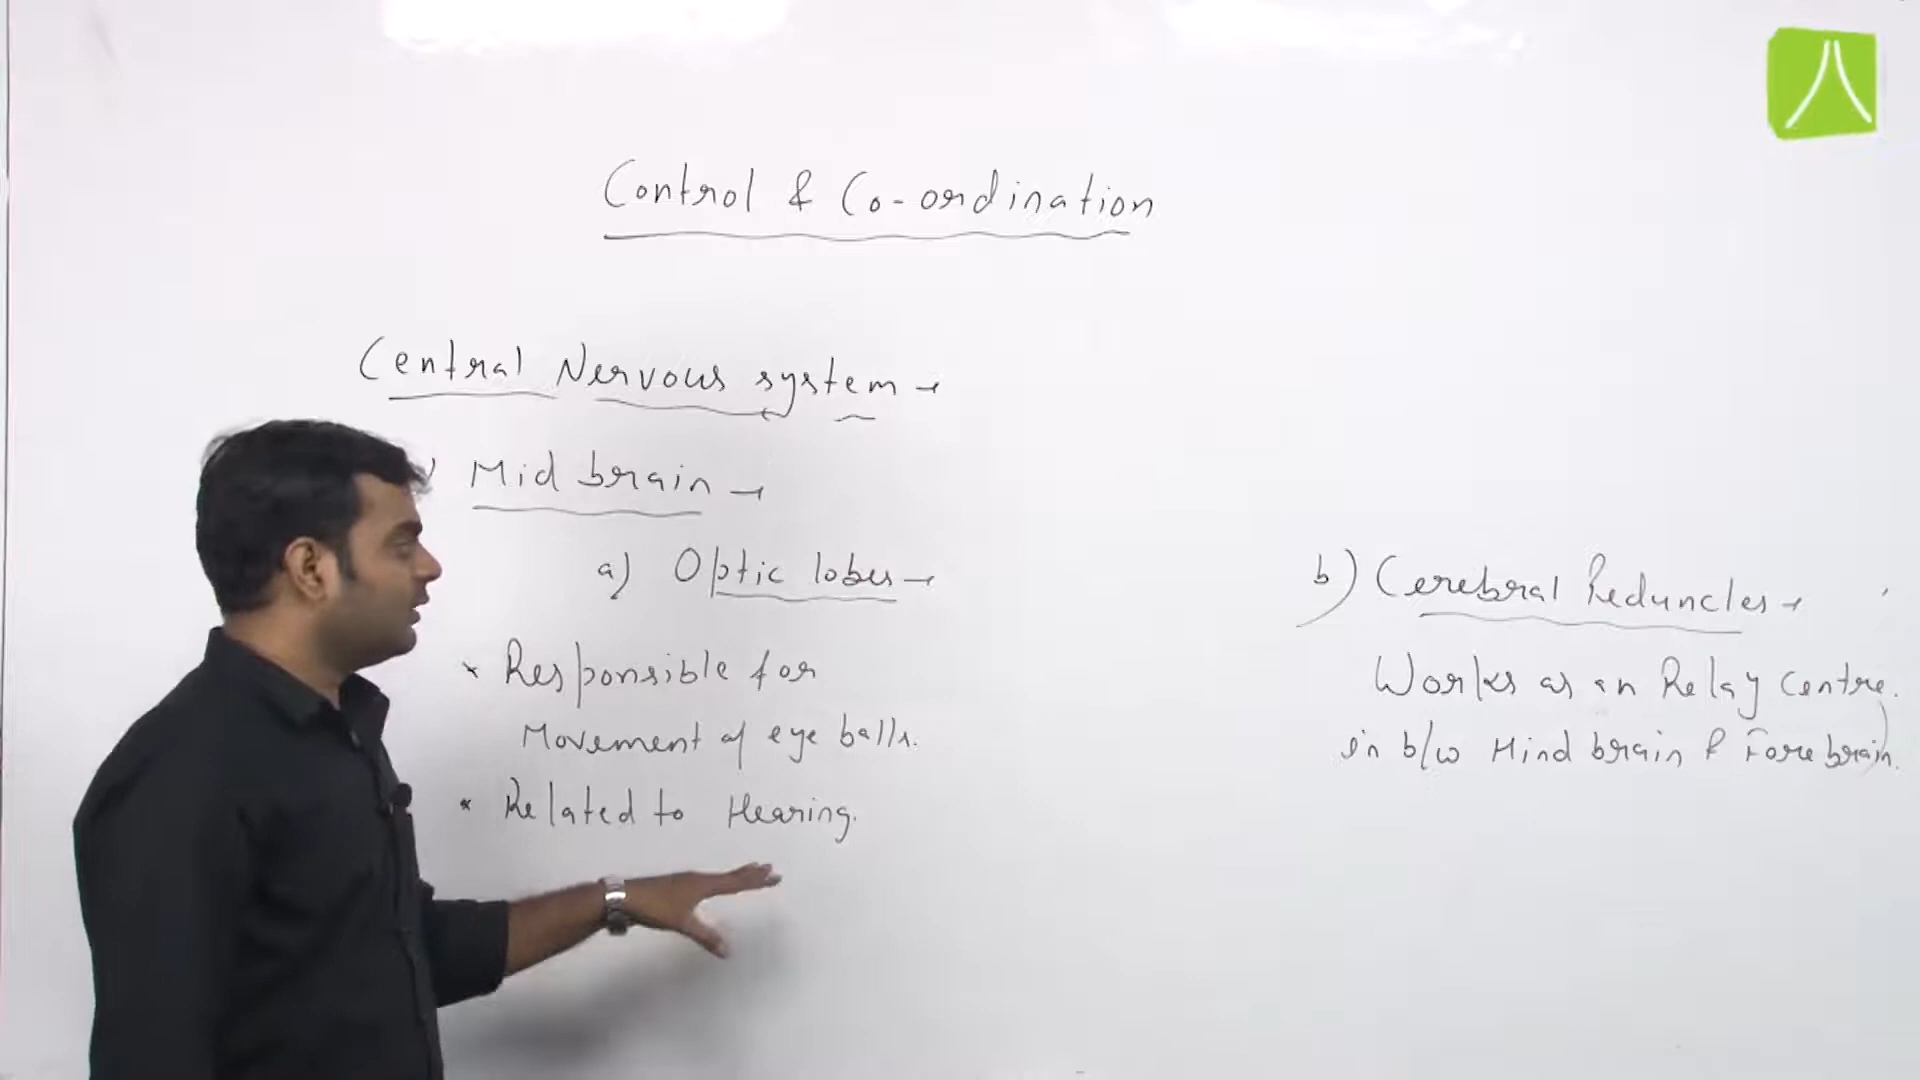 Control & Co-ordination
Central Nervous system →
Mid brain →
a) Optic lobes →
* Responsible for
Movement of eye balls.
* Related to Hearing.
b) Cerebral Peduncles →
Works as an Relay Centre.
in b/w Hind brain & Fore brain.